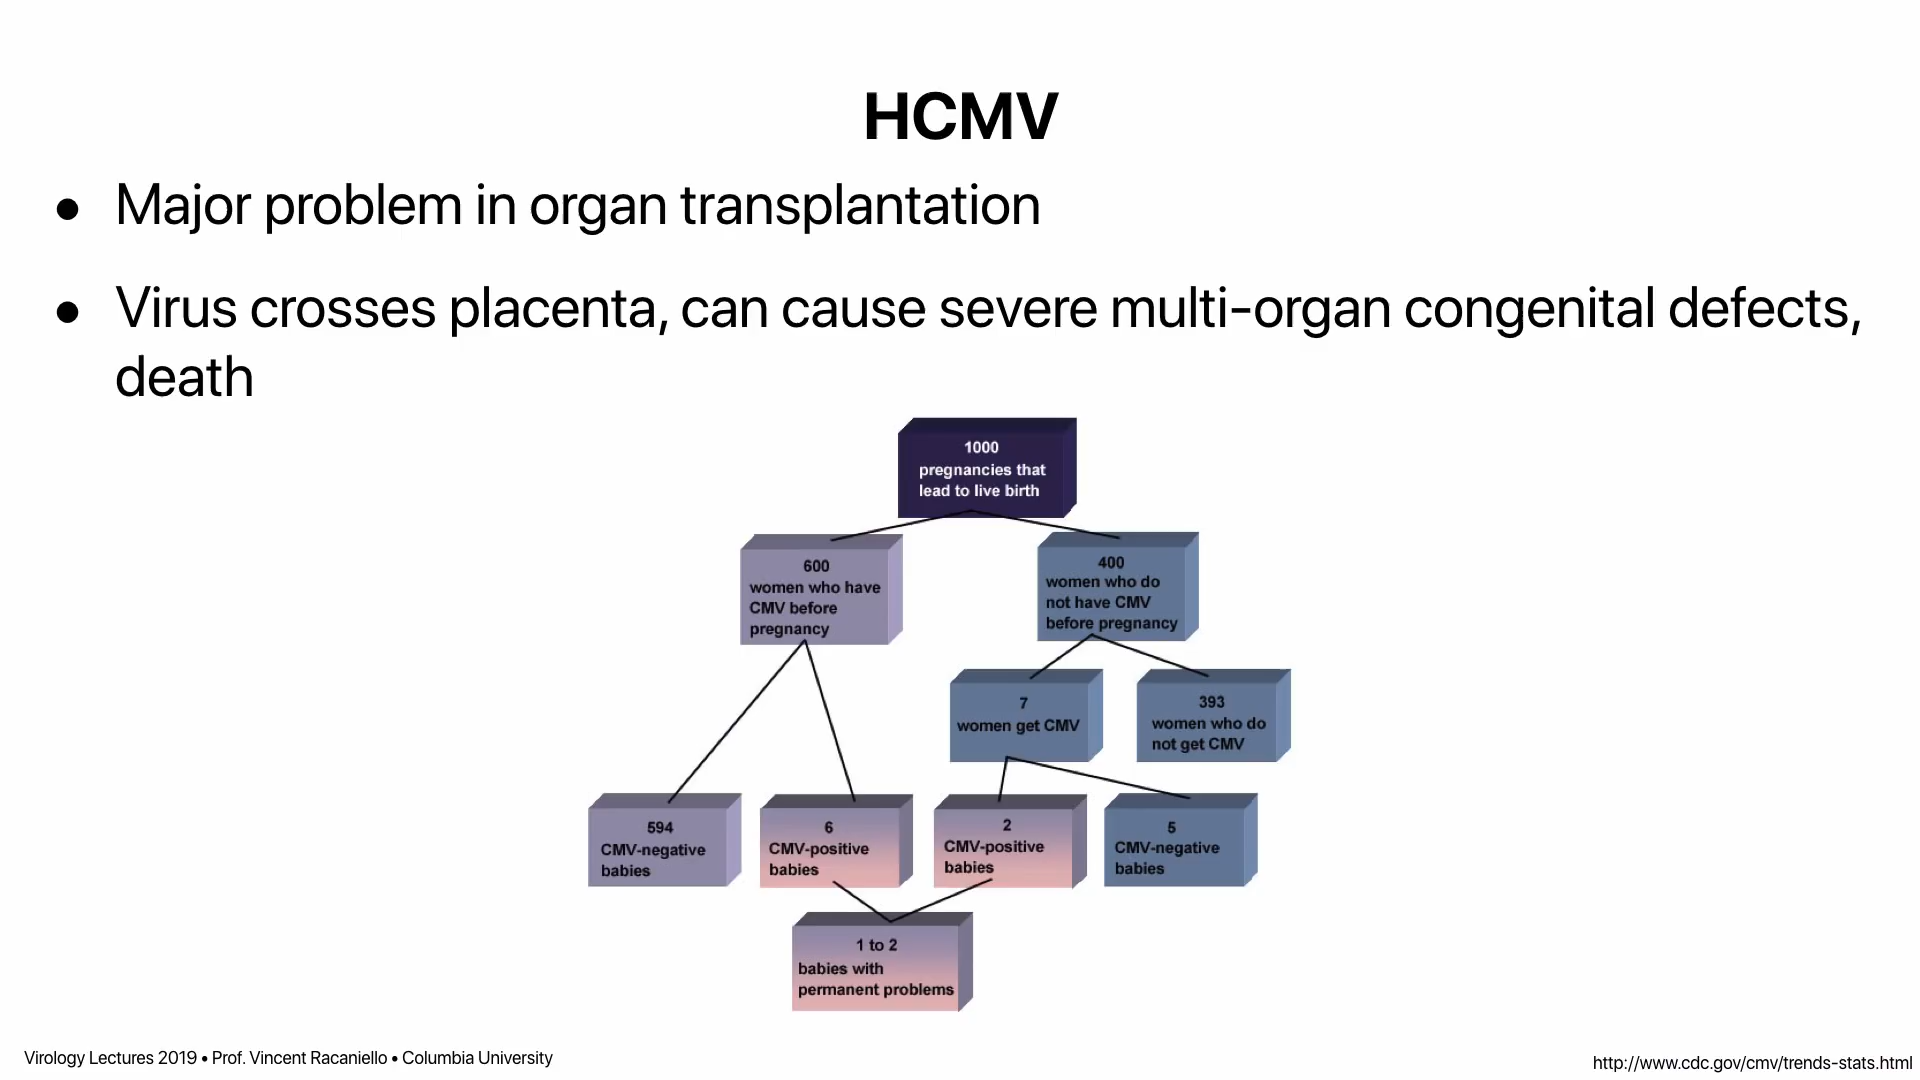 HCMV
• Major problem in organ transplantation
• Virus crosses placenta, can cause severe multi-organ congenital defects,
death
1000
pregnancies that
lead to live birth
600
women who have
CMV before
pregnancy
400
women who do
not have CMV
before pregnancy
7
women get CMV
393
women who do
not get CMV
594
CMV-negative
babies
6
CMV-positive
babies
2
CMV-positive
babies
5
CMV-negative
babies
1 to 2
babies with
permanent problems
Virology Lectures 2019 • Prof. Vincent Racaniello • Columbia University
http://www.cdc.gov/cmv/trends-stats.html